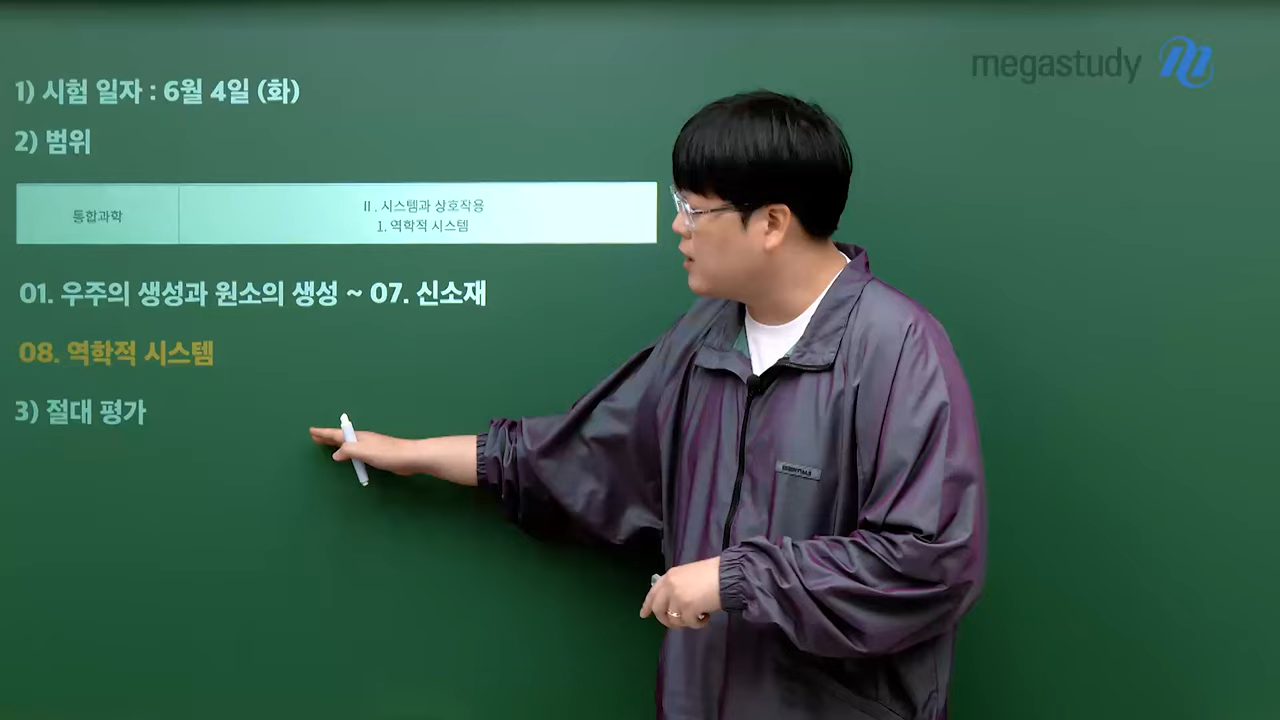 megastudy
1) 시험 일자 : 6월 4일 (화)
2) 범위
통합과학
Ⅱ. 시스템과 상호작용
1. 역학적 시스템
01. 우주의 생성과 원소의 생성 ~ 07. 신소재
08. 역학적 시스템
3) 절대 평가